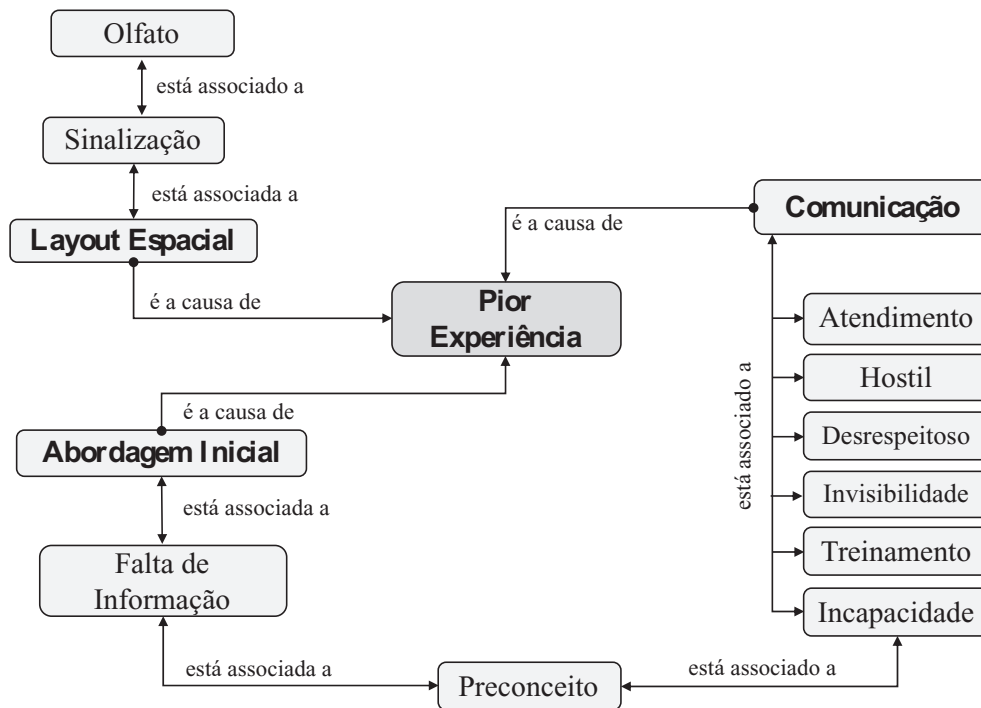 Olfato
está associado a
Sinalização
está associada a
Layout Espacial
é a causa de
Comunicação
é a causa de
Pior
Experiência
Atendimento
Hostil
Desrespeitoso
Invisibilidade
Treinamento
Incapacidade
está associado a
é a causa de
Abordagem Inicial
está associada a
Falta de
Informação
está associada a
Preconceito
está associado a